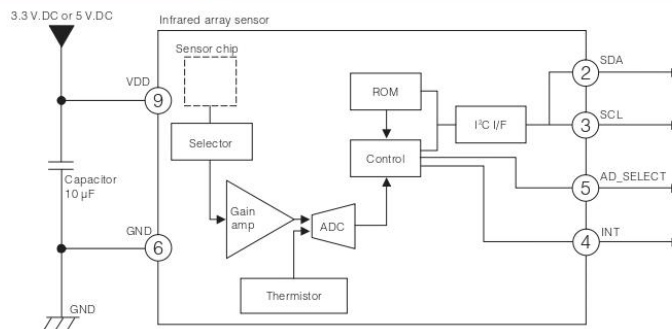 3.3 V.DC or 5 V.DC
Infrared array sensor
Sensor chip
VDD
9
Selector
ROM
I²C I/F
SDA
2
SCL
3
Control
AD_SELECT
5
Capacitor
10 µF
Gain
amp
ADC
GND
6
INT
4
Thermistor
GND